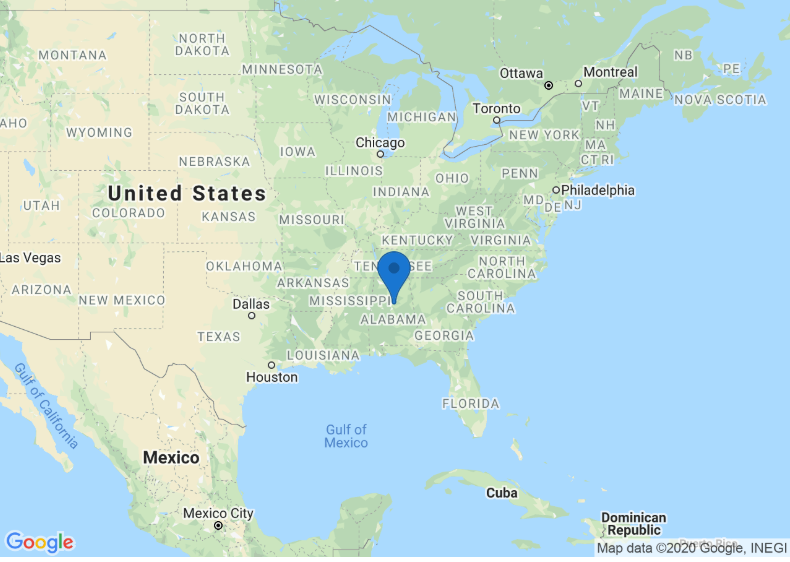 NORTH
DAKOTA
MONTANA
MINNESOTA
Ottawa
Montreal
NB
PE
MAINE
NOVA SCOTIA
SOUTH
DAKOTA
WISCONSIN
MICHIGAN
Toronto
VT
NH
AHO
WYOMING
NEW YORK
MA
CT RI
Chicago
IOWA
NEBRASKA
ILLINOIS
OHIO
PENN
INDIANA
Philadelphia
MD
DE
NJ
United States
UTAH
COLORADO
KANSAS
MISSOURI
WEST
VIRGINIA
KENTUCKY
VIRGINIA
Las Vegas
OKLAHOMA
TENNESSEE
NORTH
CAROLINA
ARIZONA
NEW MEXICO
ARKANSAS
MISSISSIPPI
SOUTH
CAROLINA
Dallas
ALABAMA
GEORGIA
TEXAS
LOUISIANA
Houston
Gulf of California
FLORIDA
Gulf of
Mexico
Mexico
Cuba
Mexico City
Dominican
Republic
Puerto Rico
Google
Map data ©2020 Google, INEGI